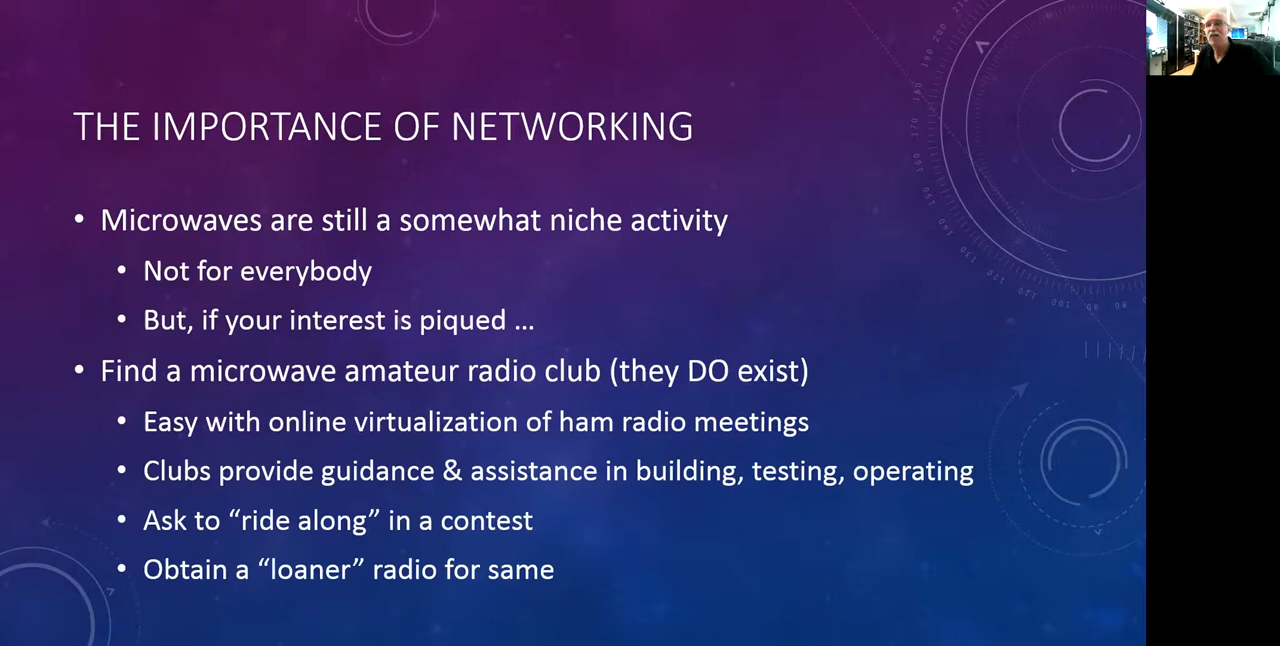 THE IMPORTANCE OF NETWORKING
• Microwaves are still a somewhat niche activity
• Not for everybody
• But, if your interest is piqued …
• Find a microwave amateur radio club (they DO exist)
• Easy with online virtualization of ham radio meetings
• Clubs provide guidance & assistance in building, testing, operating
• Ask to “ride along” in a contest
• Obtain a “loaner” radio for same